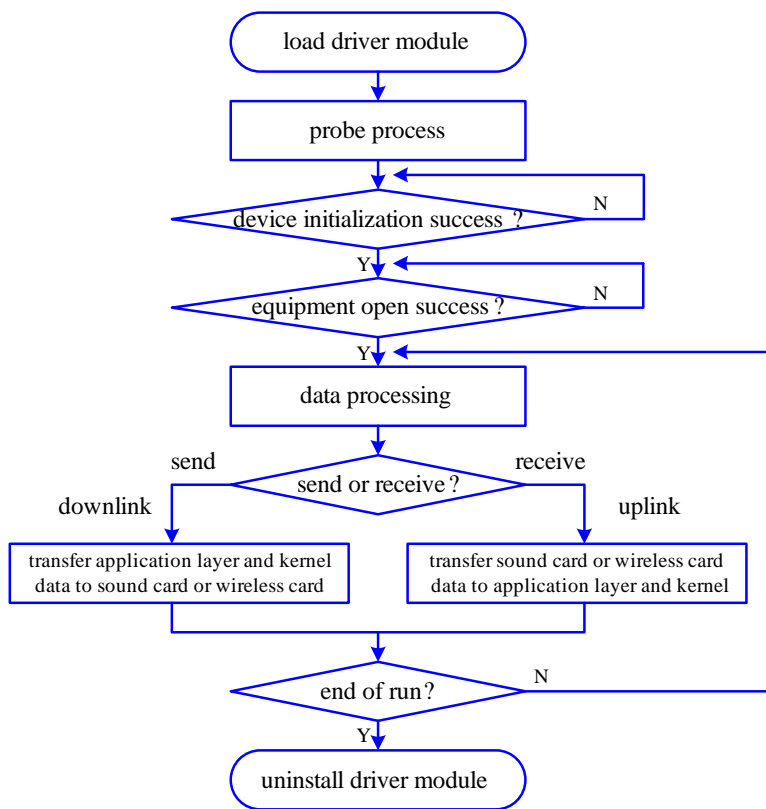 load driver module
probe process
device initialization success ?
N
Y
equipment open success ?
N
Y
data processing
send
receive
send or receive ?
downlink
uplink
transfer application layer and kernel
data to sound card or wireless card
transfer sound card or wireless card
data to application layer and kernel
end of run ?
N
Y
uninstall driver module